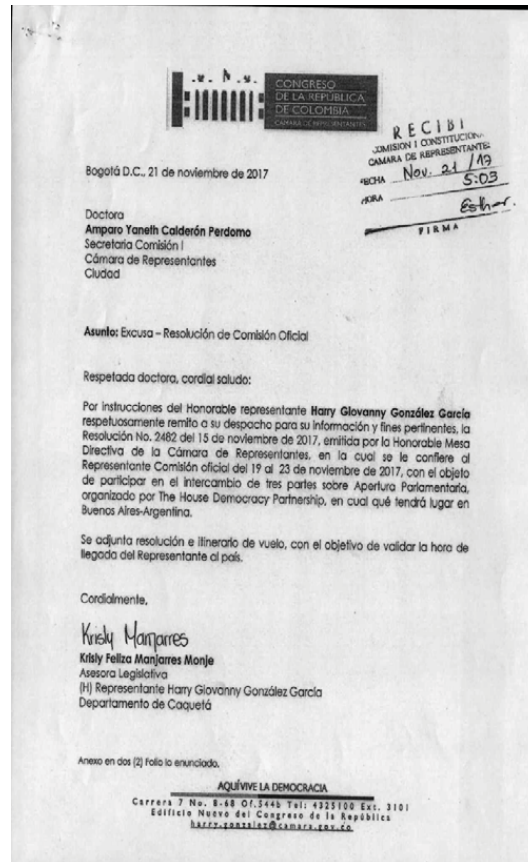 CONGRESO
DE LA REPÚBLICA
DE COLOMBIA
CÁMARA DE REPRESENTANTES
RECIBI
COMISION I CONSTITUCION
CAMARA DE REPRESENTANTE
FECHA Nov. 21 /17
HORA 5:03
Esther.
FIRMA
Bogotá D.C., 21 de noviembre de 2017
Doctora
Amparo Yaneth Calderón Perdomo
Secretaria Comisión I
Cámara de Representantes
Ciudad
Asunto: Excusa – Resolución de Comisión Oficial
Respetada doctora, cordial saludo:
Por instrucciones del Honorable representante Harry Giovanny González García
respetuosamente remito a su despacho para su información y fines pertinentes, la
Resolución No. 2482 del 15 de noviembre de 2017, emitida por la Honorable Mesa
Directiva de la Cámara de Representantes, en la cual se le confiere al
Representante Comisión oficial del 19 al 23 de noviembre de 2017, con el objeto
de participar en el intercambio de tres partes sobre Apertura Parlamentaria,
organizado por The House Democracy Partnership, en cual qué tendrá lugar en
Buenos Aires-Argentina.
Se adjunta resolución e itinerario de vuelo, con el objetivo de validar la hora de
llegada del Representante al país.
Cordialmente,
Krisly Manjarres
Krisly Feliza Manjarres Monje
Asesora Legislativa
(H) Representante Harry Giovanny González García
Departamento de Caquetá
Anexo en dos (2) Folio lo enunciado.
AQUÍVIVE LA DEMOCRACIA
Carrera 7 No. 8-68 Of.544b Tel: 4325100 Ext. 3101
Edificio Nuevo del Congreso de la República
harry.gonzalez@camara.gov.co